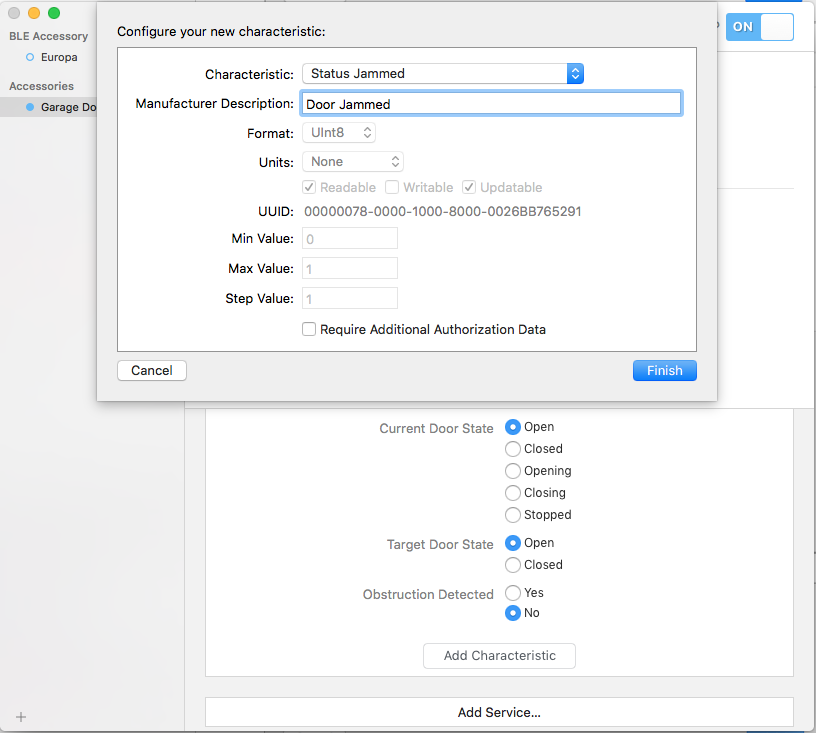 Configure your new characteristic:
ON
BLE Accessory
Europa
Accessories
Garage Do
Characteristic: Status Jammed
Manufacturer Description: Door Jammed
Format: UInt8
Units: None
Readable Writable Updatable
UUID: 00000078-0000-1000-8000-0026BB765291
Min Value: 0
Max Value: 1
Step Value: 1
Require Additional Authorization Data
Cancel Finish
Current Door State Open
Closed
Opening
Closing
Stopped
Target Door State Open
Closed
Obstruction Detected Yes
No
Add Characteristic
Add Service...